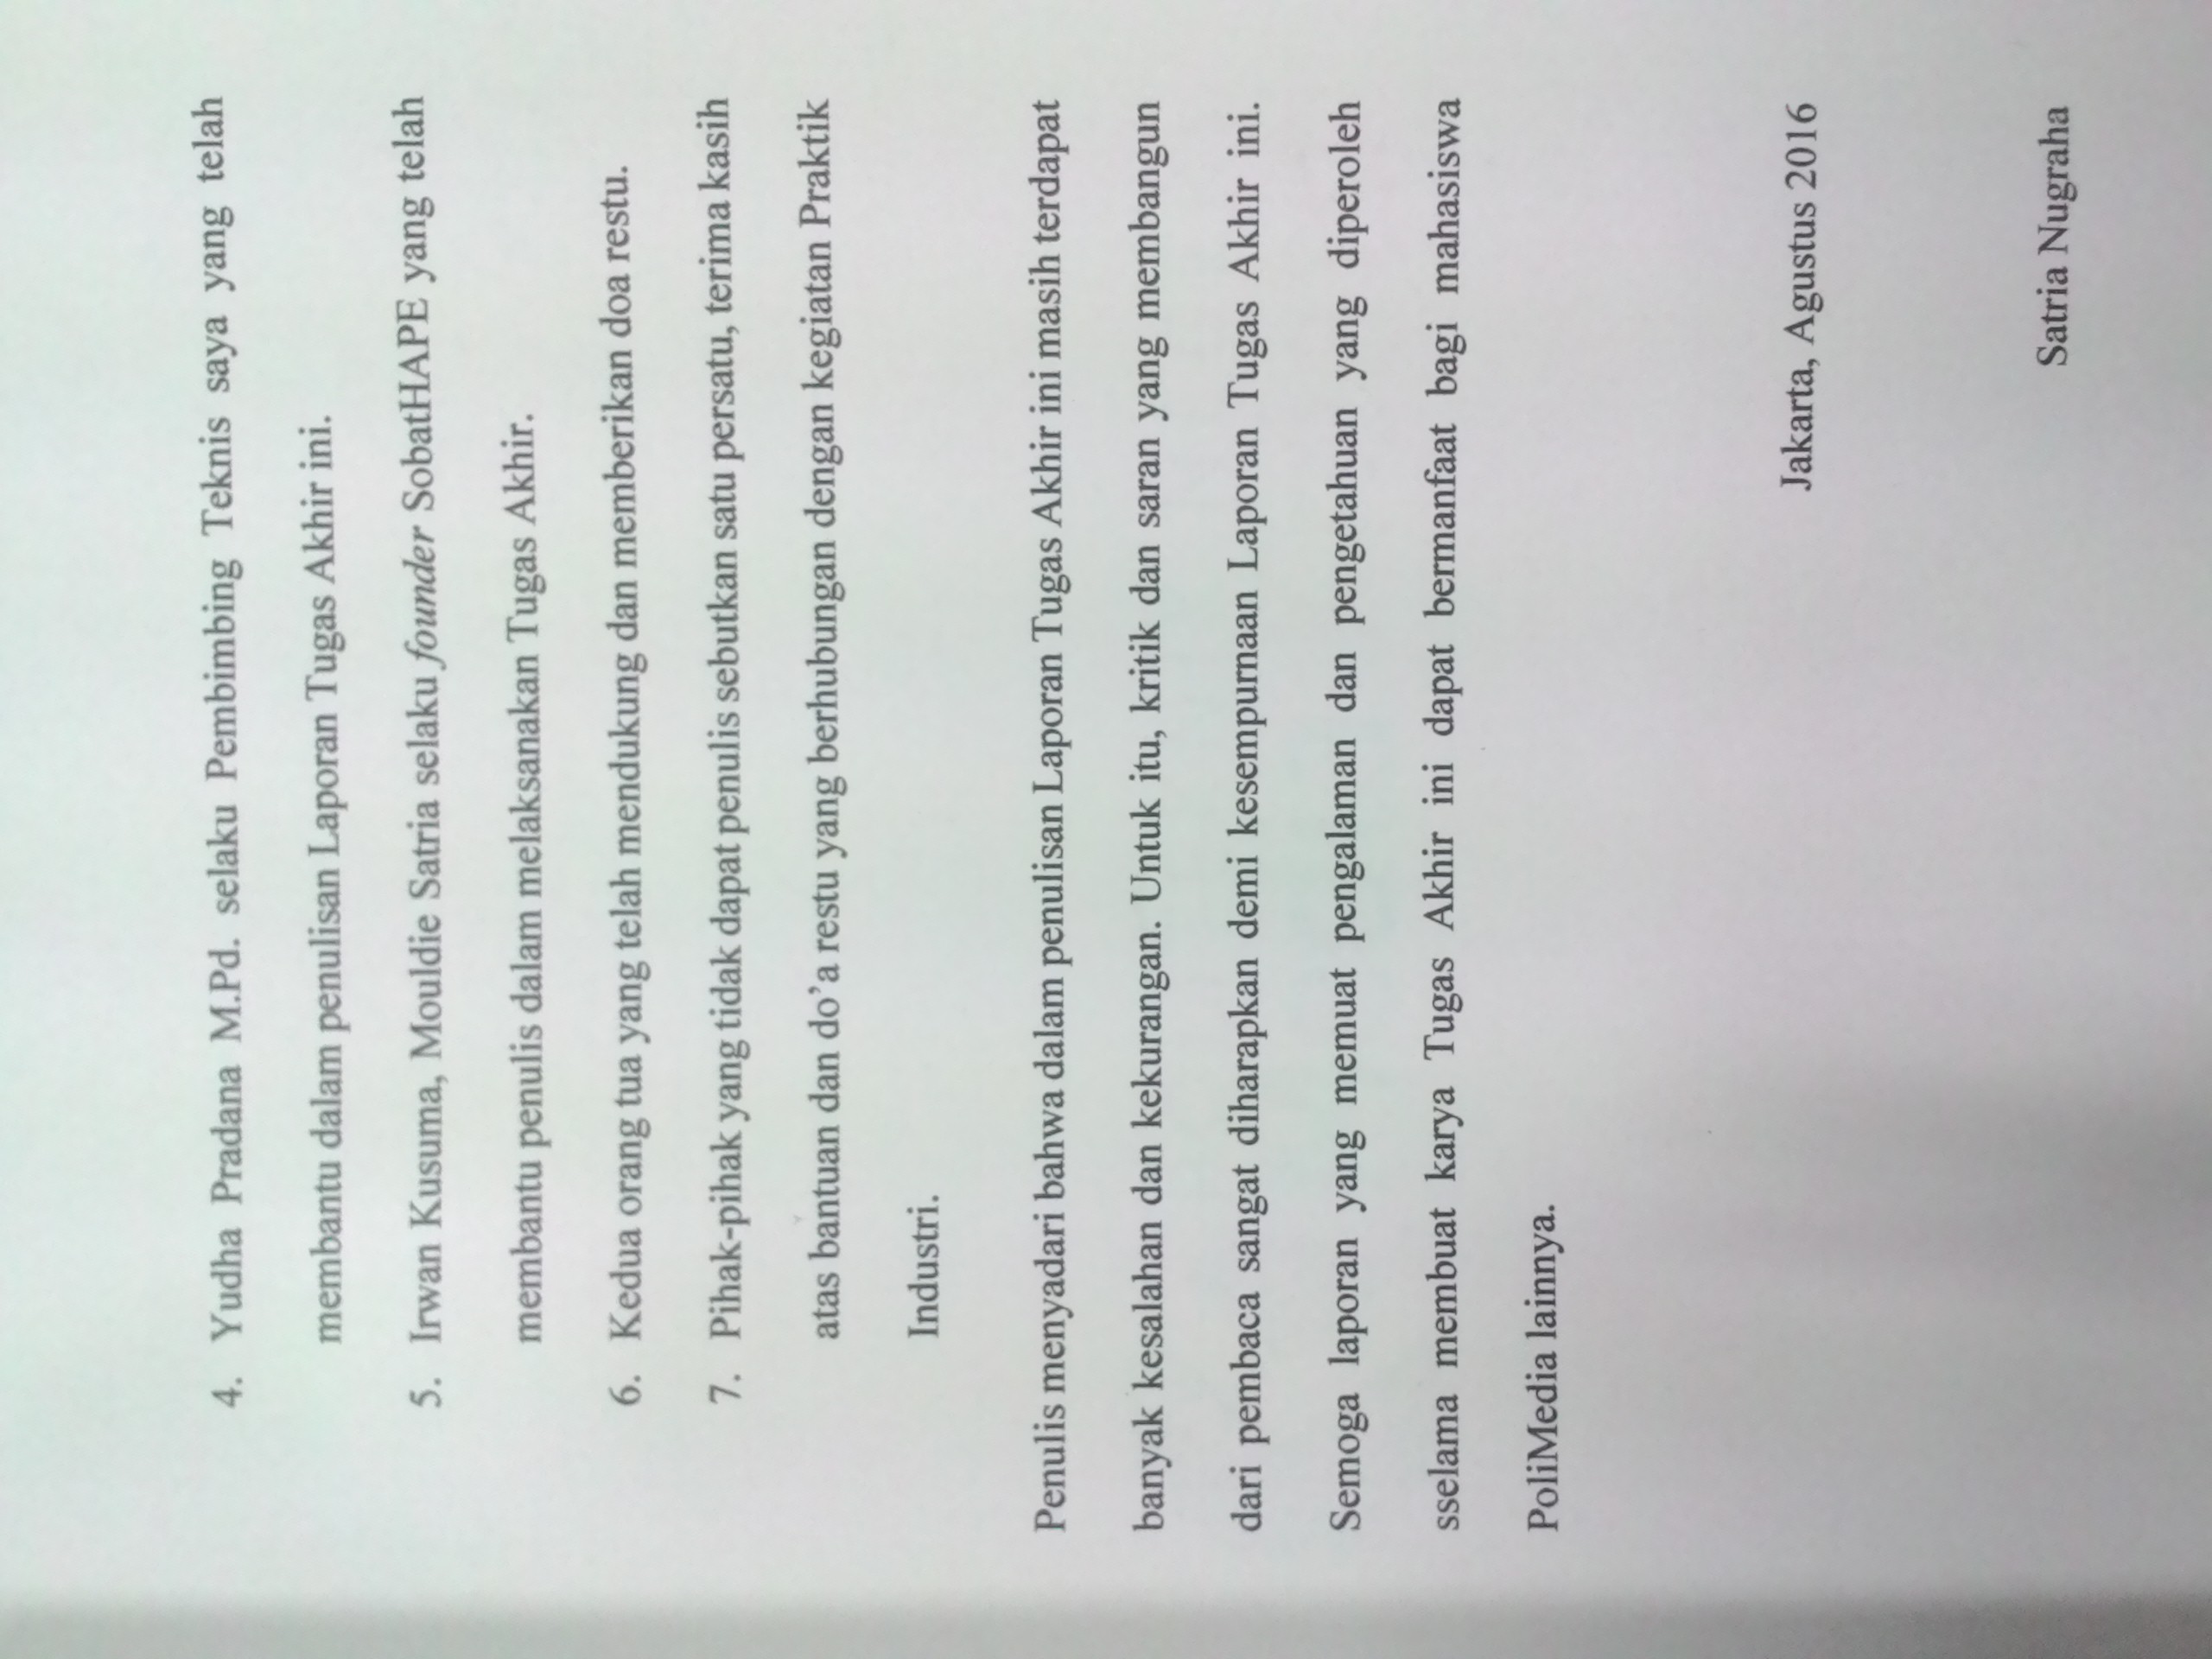 4. Yudha Pradana M.Pd. selaku Pembimbing Teknis saya yang telah
membantu dalam penulisan Laporan Tugas Akhir ini.
5. Irwan Kusuma, Mouldie Satria selaku founder SobatHAPE yang telah
membantu penulis dalam melaksanakan Tugas Akhir.
6. Kedua orang tua yang telah mendukung dan memberikan doa restu.
7. Pihak-pihak yang tidak dapat penulis sebutkan satu persatu, terima kasih
atas bantuan dan do’a restu yang berhubungan dengan kegiatan Praktik
Industri.
Penulis menyadari bahwa dalam penulisan Laporan Tugas Akhir ini masih terdapat
banyak kesalahan dan kekurangan. Untuk itu, kritik dan saran yang membangun
dari pembaca sangat diharapkan demi kesempurnaan Laporan Tugas Akhir ini.
Semoga laporan yang memuat pengalaman dan pengetahuan yang diperoleh
sselama membuat karya Tugas Akhir ini dapat bermanfaat bagi mahasiswa
PoliMedia lainnya.
Jakarta, Agustus 2016
Satria Nugraha